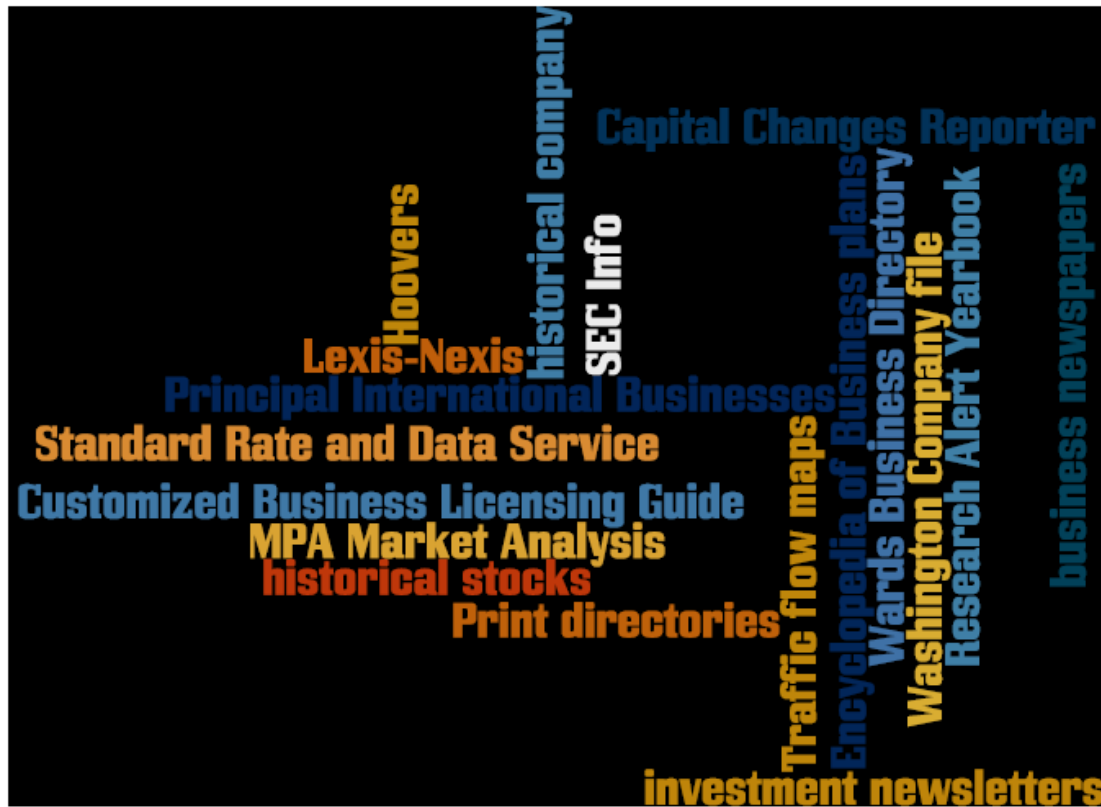 historical company
Capital Changes Reporter
Hoovers
SEC Info
Lexis-Nexis
Principal International Businesses
Standard Rate and Data Service
Customized Business Licensing Guide
MPA Market Analysis
historical stocks
Print directories
Traffic flow maps
Encyclopedia of Business plans
Wards Business Directory
Washington Company file
Research Alert Yearbook
business newspapers
investment newsletters